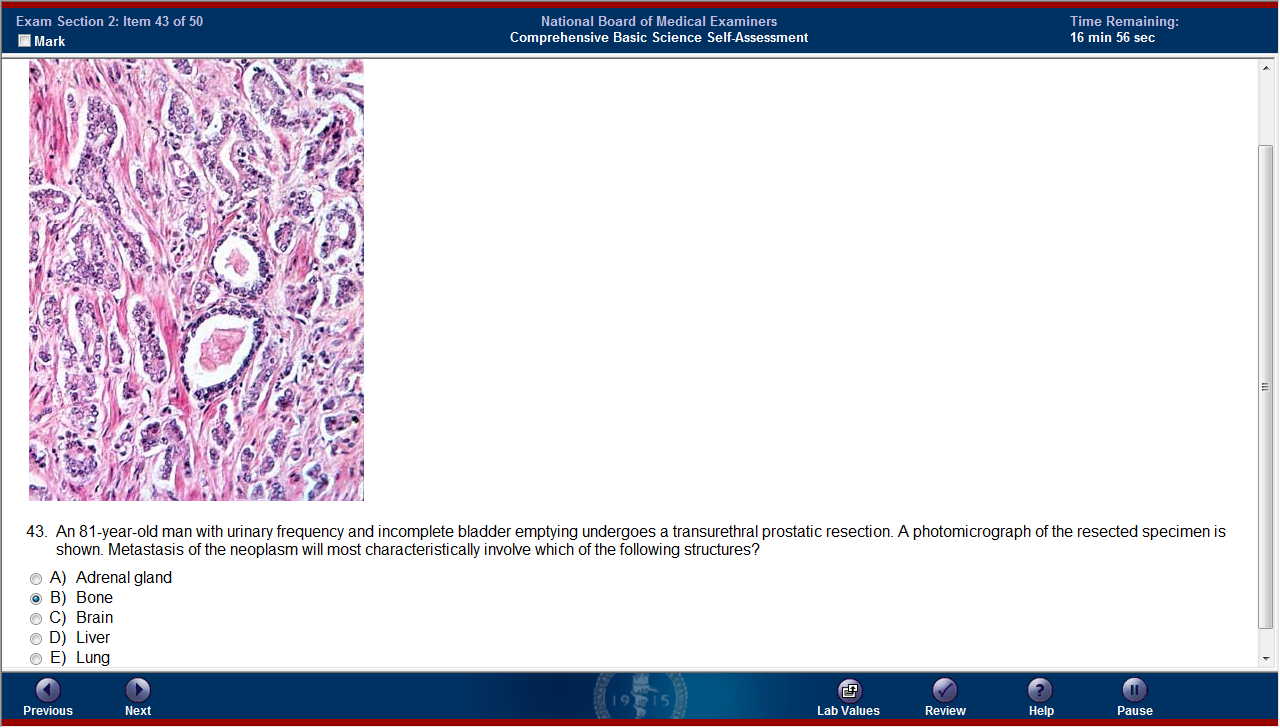 Exam Section 2: Item 43 of 50
National Board of Medical Examiners
Time Remaining:
Mark
Comprehensive Basic Science Self-Assessment
16 min 56 sec
43. An 81-year-old man with urinary frequency and incomplete bladder emptying undergoes a transurethral prostatic resection. A photomicrograph of the resected specimen is
shown. Metastasis of the neoplasm will most characteristically involve which of the following structures?
A) Adrenal gland
B) Bone
C) Brain
D) Liver
E) Lung
1915
Previous
Next
Lab Values
Review
Help
Pause